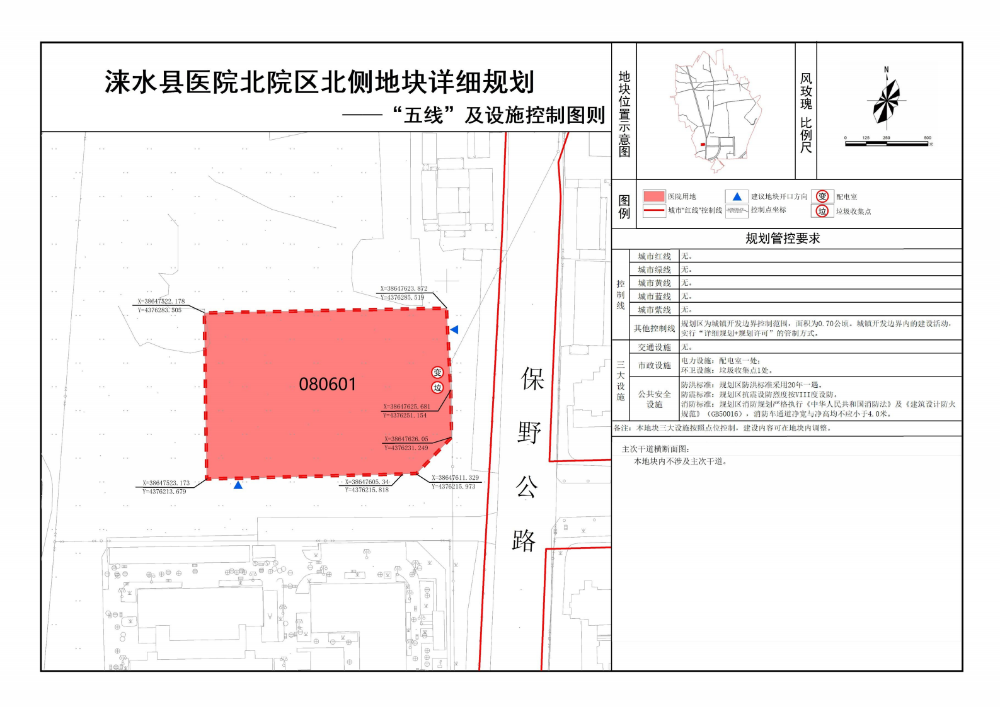 涞水县医院北院区北侧地块详细规划
——“五线”及设施控制图则
X=38647522.178
Y=4376283.505
X=38647623.872
Y=4376285.519
变
垃
080601
X=38647625.681
Y=4376251.154
X=38647626.05
Y=4376231.249
X=38647523.173
Y=4376213.679
X=38647605.34
Y=4376215.818
X=38647611.329
Y=4376215.973
保野公路
地块位置示意图
风玫瑰 比例尺
N
0 125 250 500
米
图例
医院用地
建议地块开口方向
变 配电室
城市“红线”控制线
控制点坐标
垃 垃圾收集点
规划管控要求
控制线
城市红线 无。
城市绿线 无。
城市黄线 无。
城市蓝线 无。
城市紫线 无。
其他控制线 规划区为城镇开发边界控制范围，面积为0.70公顷。城镇开发边界内的建设活动，
实行“详细规划+规划许可”的管制方式。
三大设施
交通设施 无。
市政设施 电力设施：配电室一处；
环卫设施：垃圾收集点1处。
公共安全设施 防洪标准：规划区防洪标准采用20年一遇。
防震标准：规划区抗震设防烈度按VIII度设防。
消防标准：规划区消防规划严格执行《中华人民共和国消防法》及《建筑设计防火
规范》（GB50016），消防车通道净宽与净高均不应小于4.0米。
备注：本地块三大设施按照点位控制，建设内容可在地块内调整。
主次干道横断面图：
本地块内不涉及主次干道。